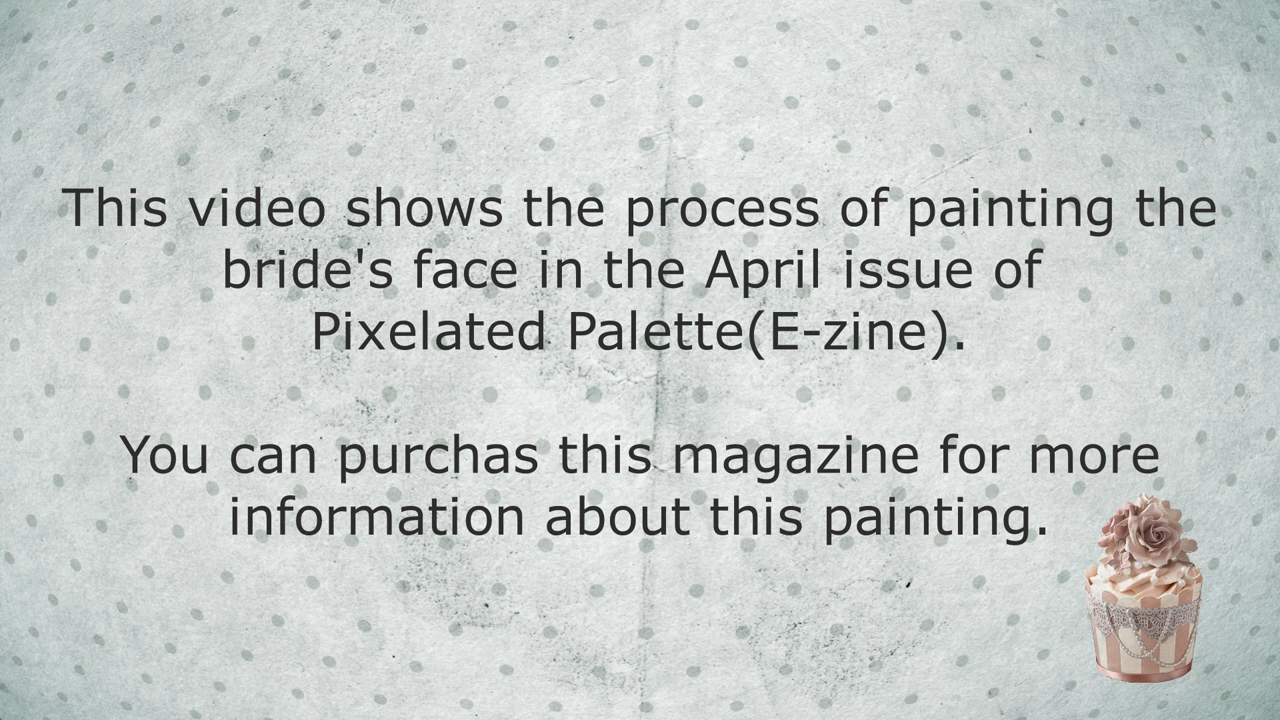 This video shows the process of painting the
bride's face in the April issue of
Pixelated Palette(E-zine).
You can purchas this magazine for more
information about this painting.